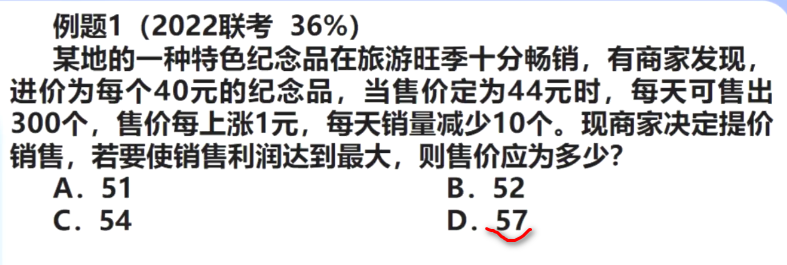 例题1（2022联考 36%）
某地的一种特色纪念品在旅游旺季十分畅销，有商家发现，
进价为每个40元的纪念品，当售价定为44元时，每天可售出
300个，售价每上涨1元，每天销量减少10个。现商家决定提价
销售，若要使销售利润达到最大，则售价应为多少？
A．51 B．52
C．54 D．57